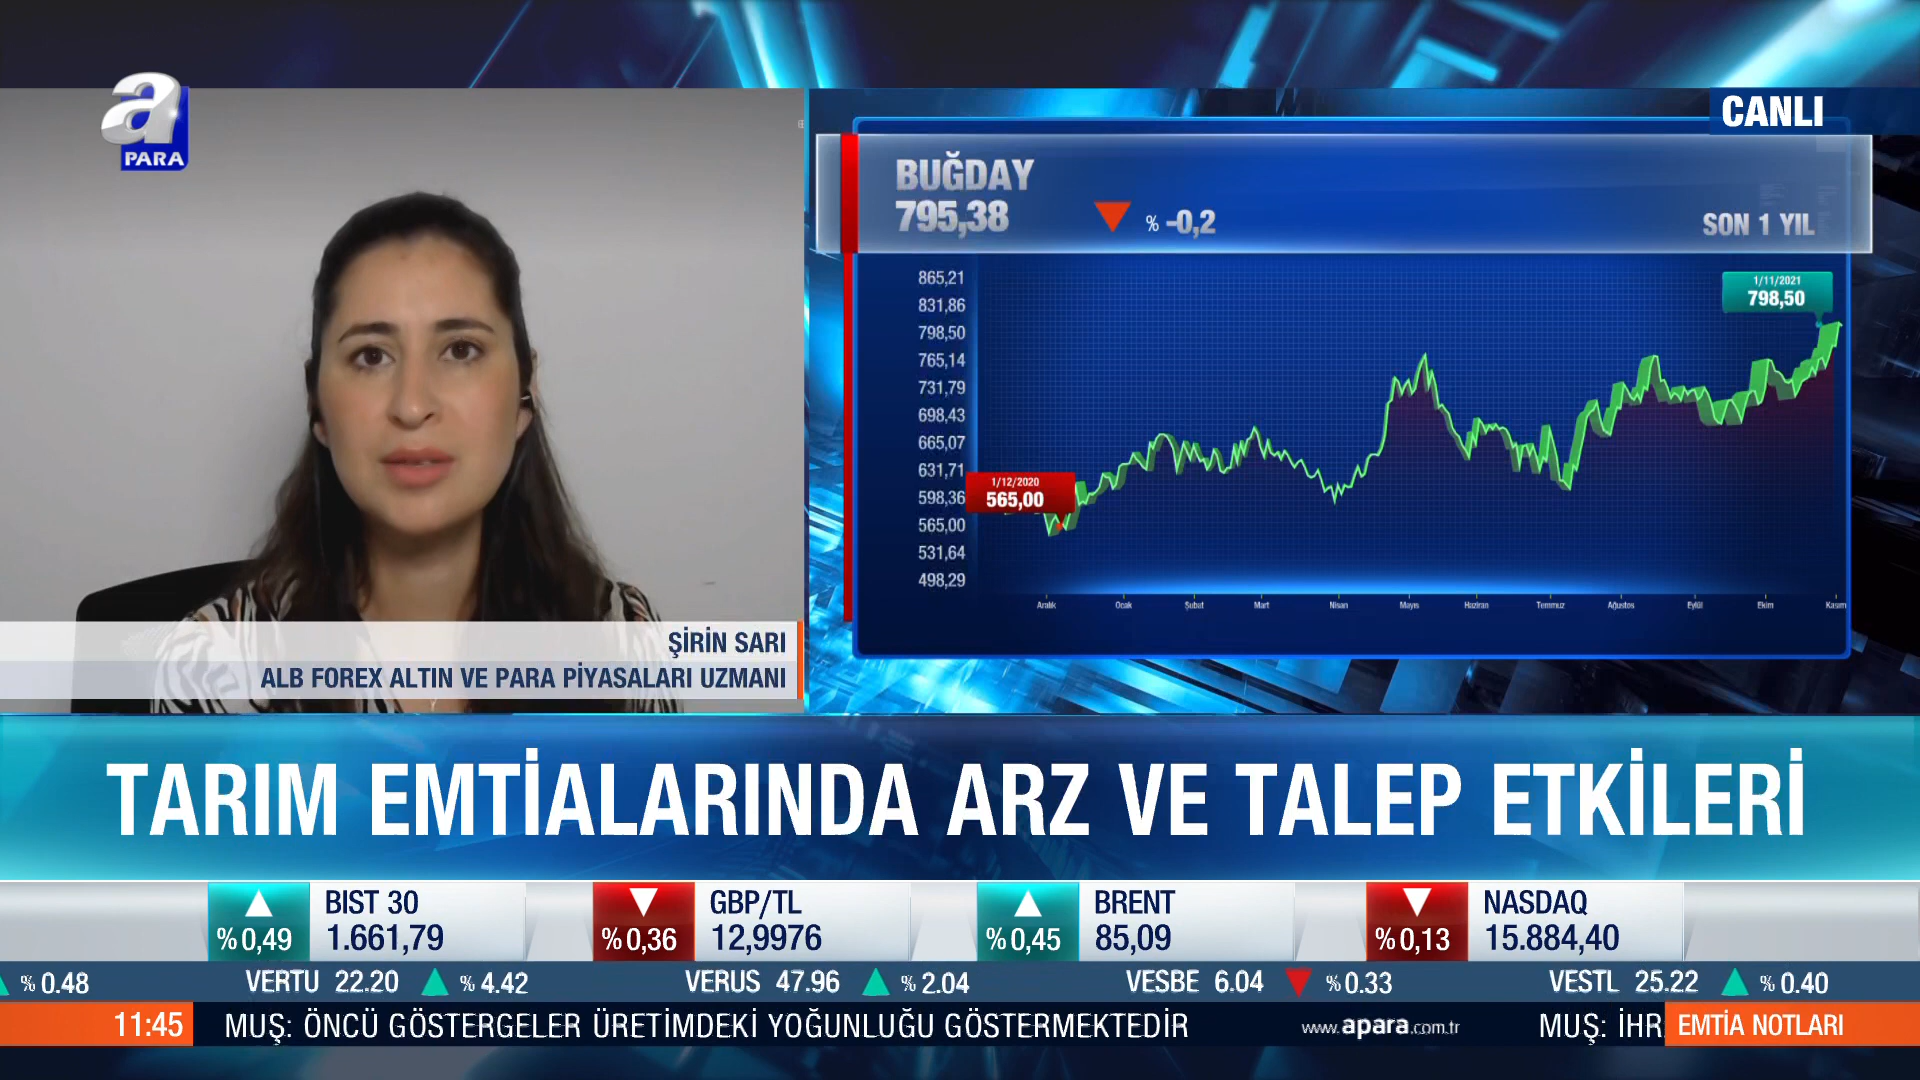 a
PARA
CANLI
BUĞDAY
795,38
% -0,2
SON 1 YIL
865,21
831,86
798,50
765,14
731,79
698,43
665,07
631,71
598,36
565,00
531,64
498,29
1/11/2021
798,50
1/12/2020
565,00
Aralık Ocak Şubat Mart Nisan Mayıs Haziran Temmuz Ağustos Eylül Ekim Kasım
ŞİRİN SARI
ALB FOREX ALTIN VE PARA PİYASALARI UZMANI
TARIM EMTİALARINDA ARZ VE TALEP ETKİLERİ
%0,49 BIST 30 1.661,79
%0,36 GBP/TL 12,9976
%0,45 BRENT 85,09
%0,13 NASDAQ 15.884,40
% 0.48 VERTU 22.20 % 4.42 VERUS 47.96 % 2.04 VESBE 6.04 % 0.33 VESTL 25.22 % 0.40
11:45 MUŞ: ÖNCÜ GÖSTERGELER ÜRETİMDEKİ YOĞUNLUĞU GÖSTERMEKTEDİR www.apara.com.tr MUŞ: İHR EMTİA NOTLARI